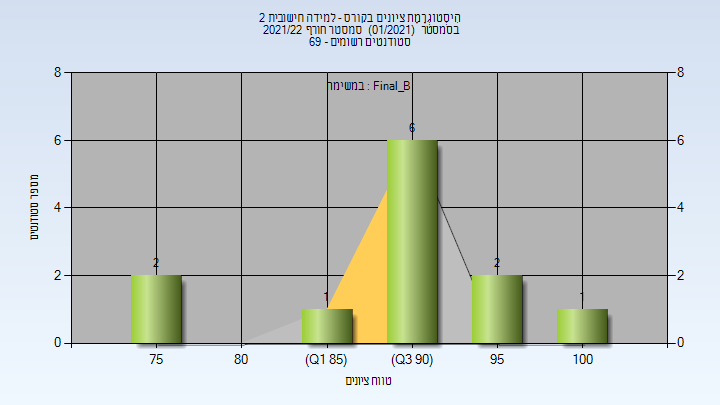 היסטוגרמת ציונים בקורס - למידה חישובית 2
בסמסטר (01/2021) סמסטר חורף 2021/22
סטודנטים רשומים - 69
במשימה : Final_B
8 8
6 6
4 4
2 2
0 0
2
1
6
2
1
מספר סטודנטים
75 80 (Q1 85) (Q3 90) 95 100
טווח ציונים